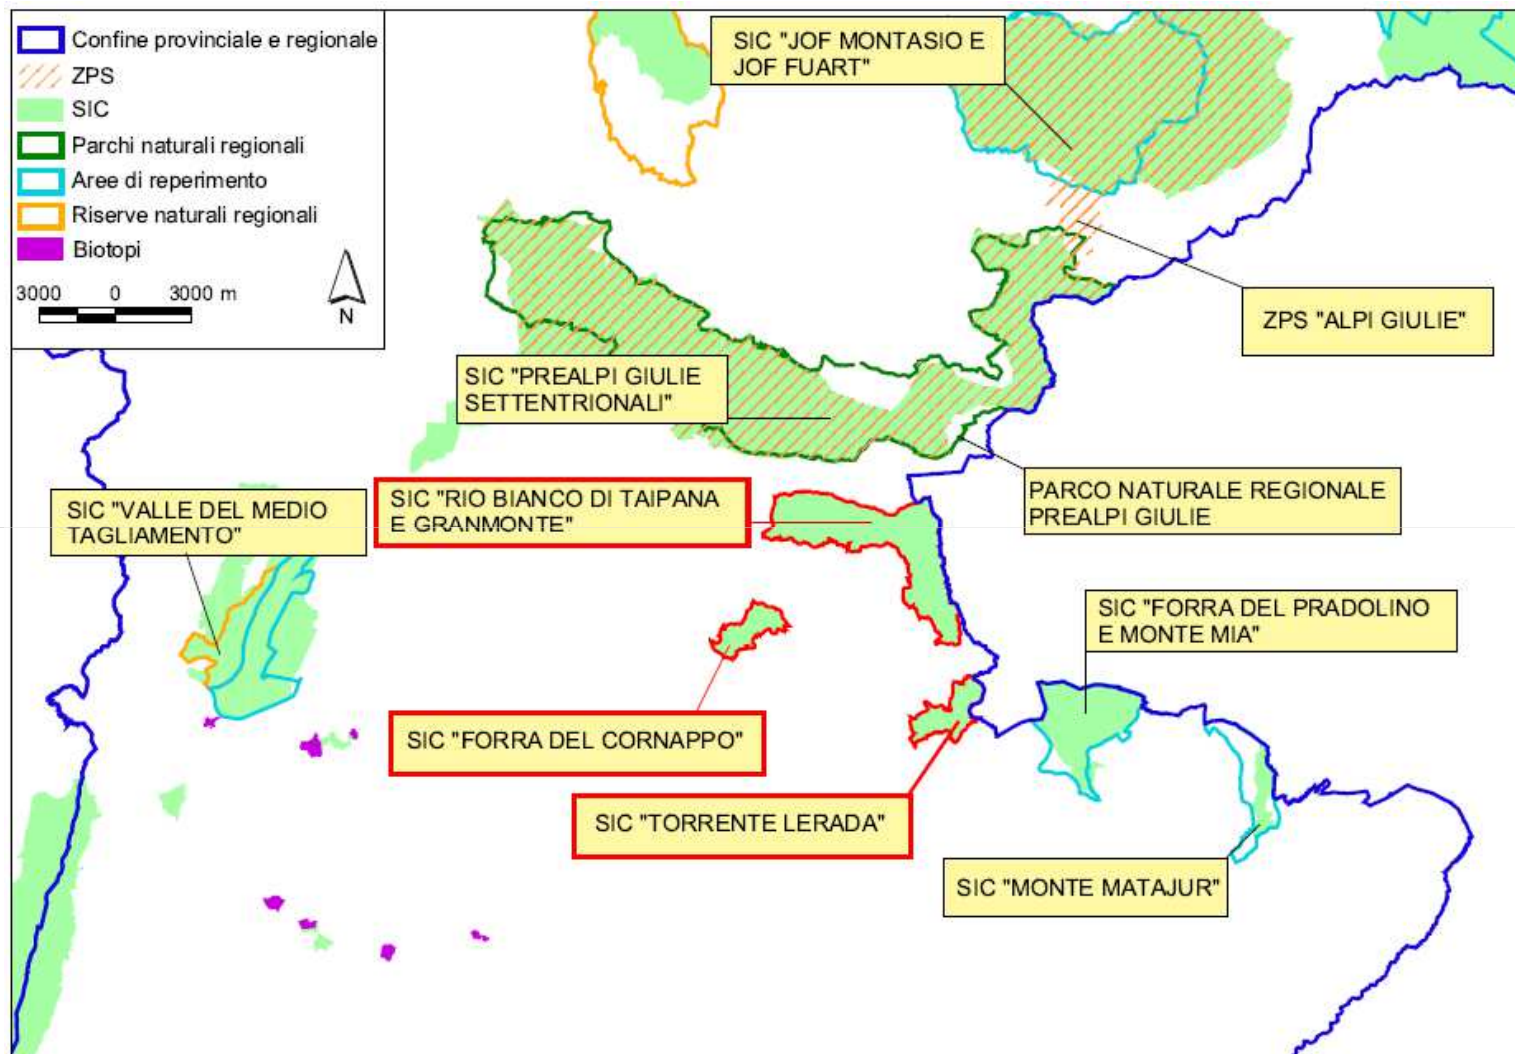 Confine provinciale e regionale
ZPS
SIC
Parchi naturali regionali
Aree di reperimento
Riserve naturali regionali
Biotopi
3000 0 3000 m
N
SIC "JOF MONTASIO E
JOF FUART"
ZPS "ALPI GIULIE"
SIC "PREALPI GIULIE
SETTENTRIONALI"
PARCO NATURALE REGIONALE
PREALPI GIULIE
SIC "RIO BIANCO DI TAIPANA
E GRANMONTE"
SIC "VALLE DEL MEDIO
TAGLIAMENTO"
SIC "FORRA DEL PRADOLINO
E MONTE MIA"
SIC "FORRA DEL CORNAPPO"
SIC "TORRENTE LERADA"
SIC "MONTE MATAJUR"